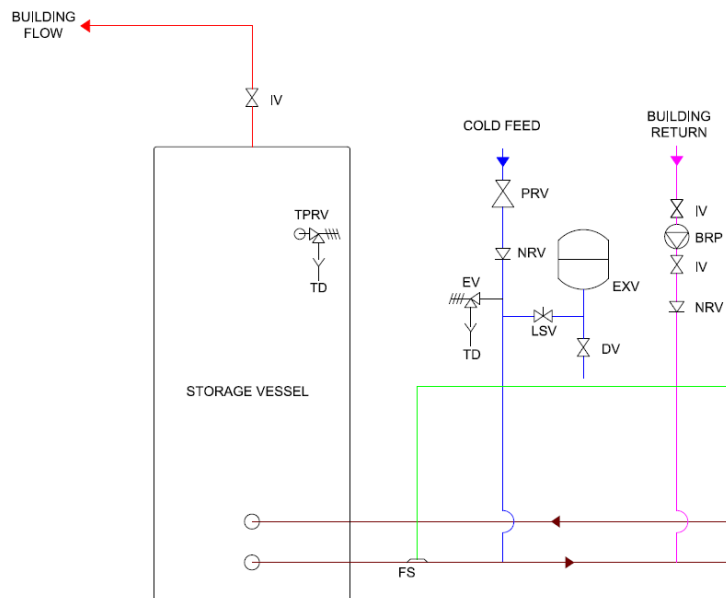 BUILDING
FLOW
IV
COLD FEED
BUILDING
RETURN
PRV
IV
TPRV
BRP
NRV
IV
EV
EXV
TD
NRV
LSV
DV
TD
STORAGE VESSEL
FS